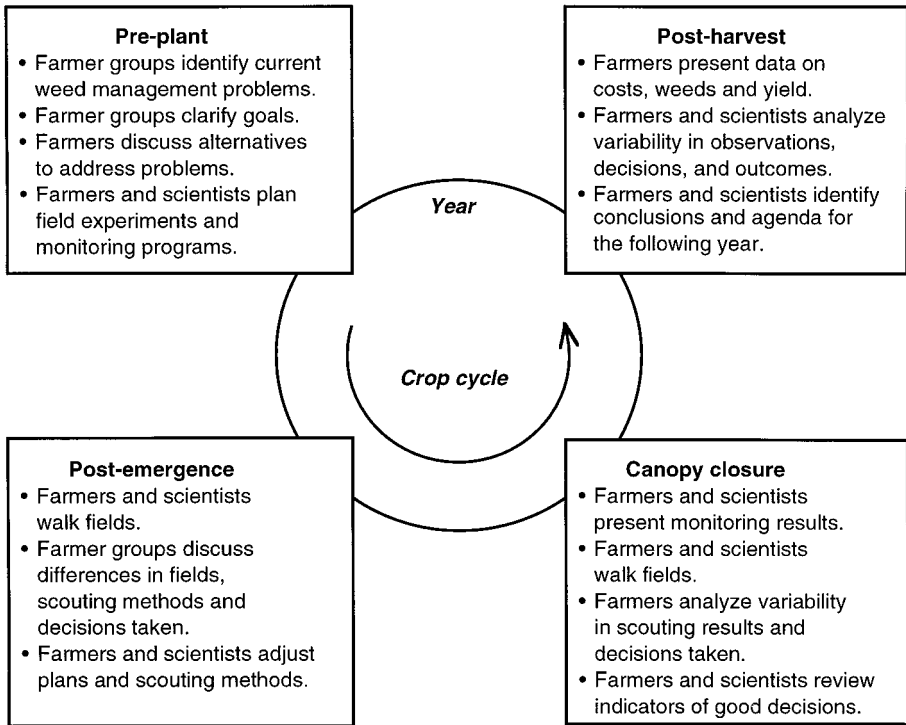 Pre-plant
• Farmer groups identify current
weed management problems.
• Farmer groups clarify goals.
• Farmers discuss alternatives
to address problems.
• Farmers and scientists plan
field experiments and
monitoring programs.
Post-harvest
• Farmers present data on
costs, weeds and yield.
• Farmers and scientists analyze
variability in observations,
decisions, and outcomes.
• Farmers and scientists identify
conclusions and agenda for
the following year.
Year
Crop cycle
Post-emergence
• Farmers and scientists
walk fields.
• Farmer groups discuss
differences in fields,
scouting methods and
decisions taken.
• Farmers and scientists adjust
plans and scouting methods.
Canopy closure
• Farmers and scientists
present monitoring results.
• Farmers and scientists
walk fields.
• Farmers analyze variability
in scouting results and
decisions taken.
• Farmers and scientists review
indicators of good decisions.